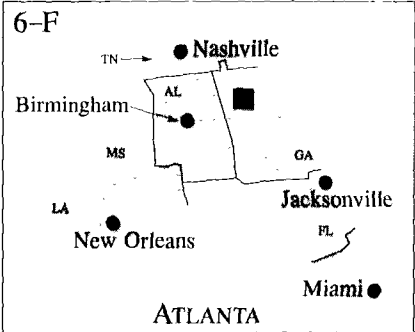 6–F
TN
Nashville
AL
Birmingham
MS
GA
Jacksonville
LA
New Orleans
FL
Miami
ATLANTA